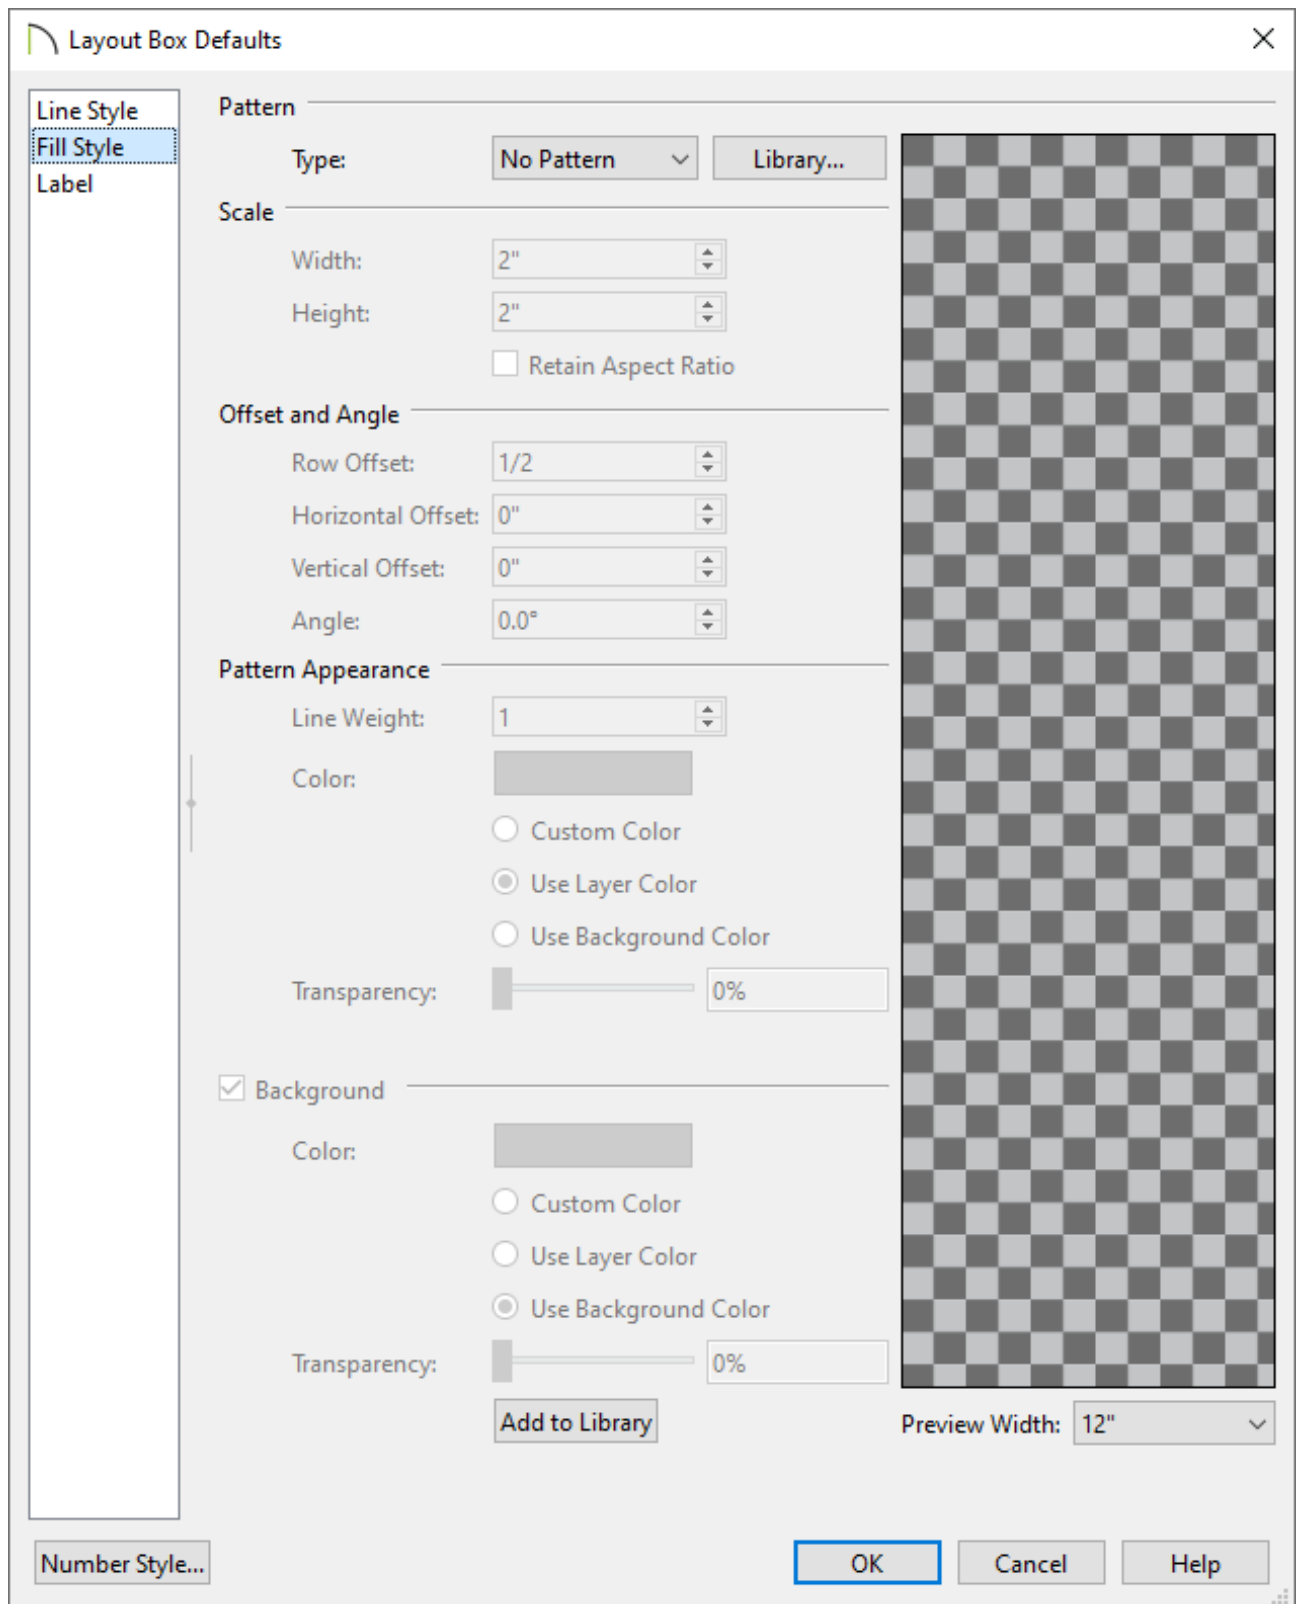 Layout Box Defaults
Line Style
Fill Style
Label
Pattern
Type: No Pattern Library...
Scale
Width: 2"
Height: 2"
Retain Aspect Ratio
Offset and Angle
Row Offset: 1/2
Horizontal Offset: 0"
Vertical Offset: 0"
Angle: 0.0°
Pattern Appearance
Line Weight: 1
Color:
Custom Color
Use Layer Color
Use Background Color
Transparency: 0%
Background
Color:
Custom Color
Use Layer Color
Use Background Color
Transparency: 0%
Add to Library
Preview Width: 12"
Number Style... OK Cancel Help